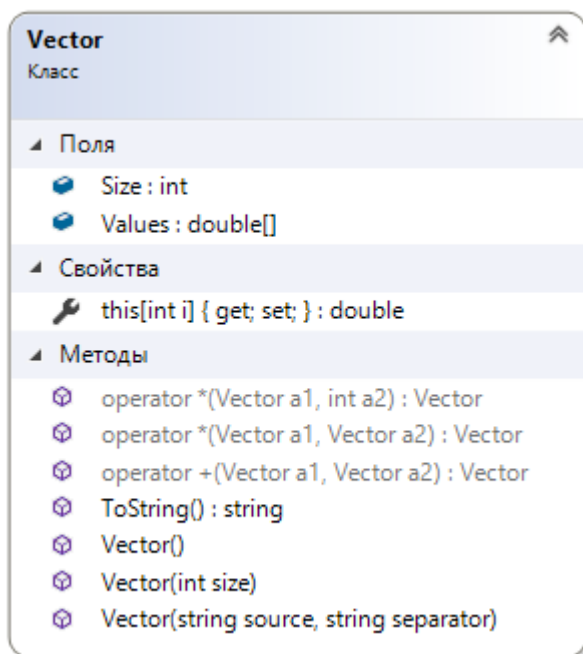 Vector
Класс
Поля
Size : int
Values : double[]
Свойства
this[int i] { get; set; } : double
Методы
operator *(Vector a1, int a2) : Vector
operator *(Vector a1, Vector a2) : Vector
operator +(Vector a1, Vector a2) : Vector
ToString() : string
Vector()
Vector(int size)
Vector(string source, string separator)